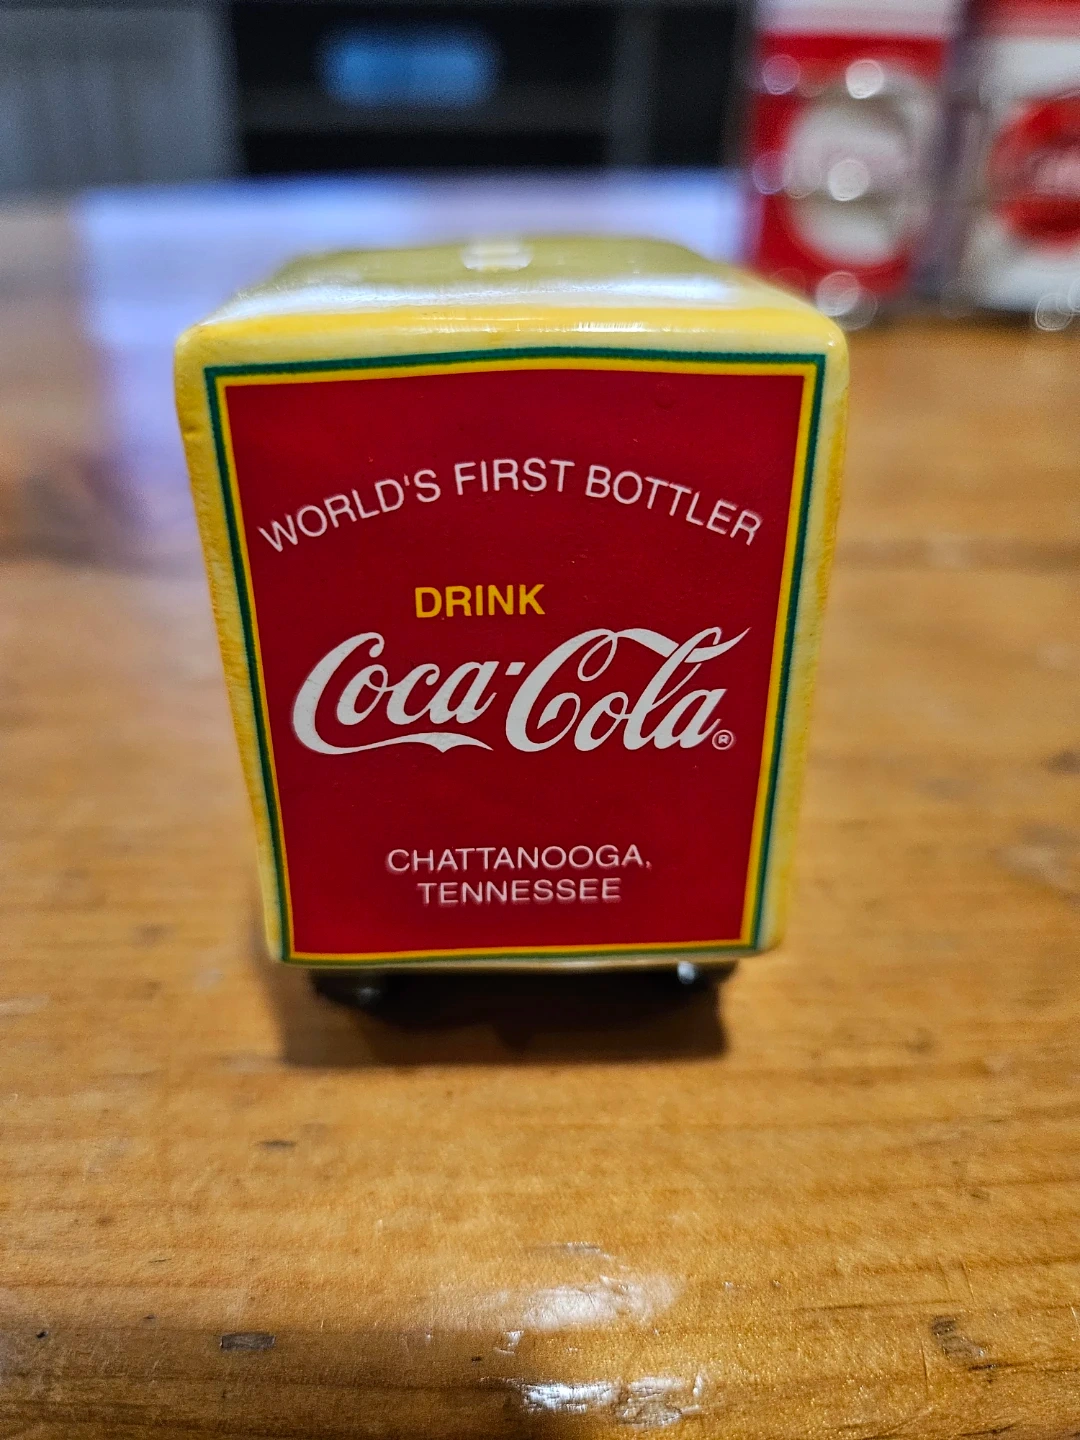 WORLD'S FIRST BOTTLER
DRINK
Coca-Cola®
CHATTANOOGA,
TENNESSEE